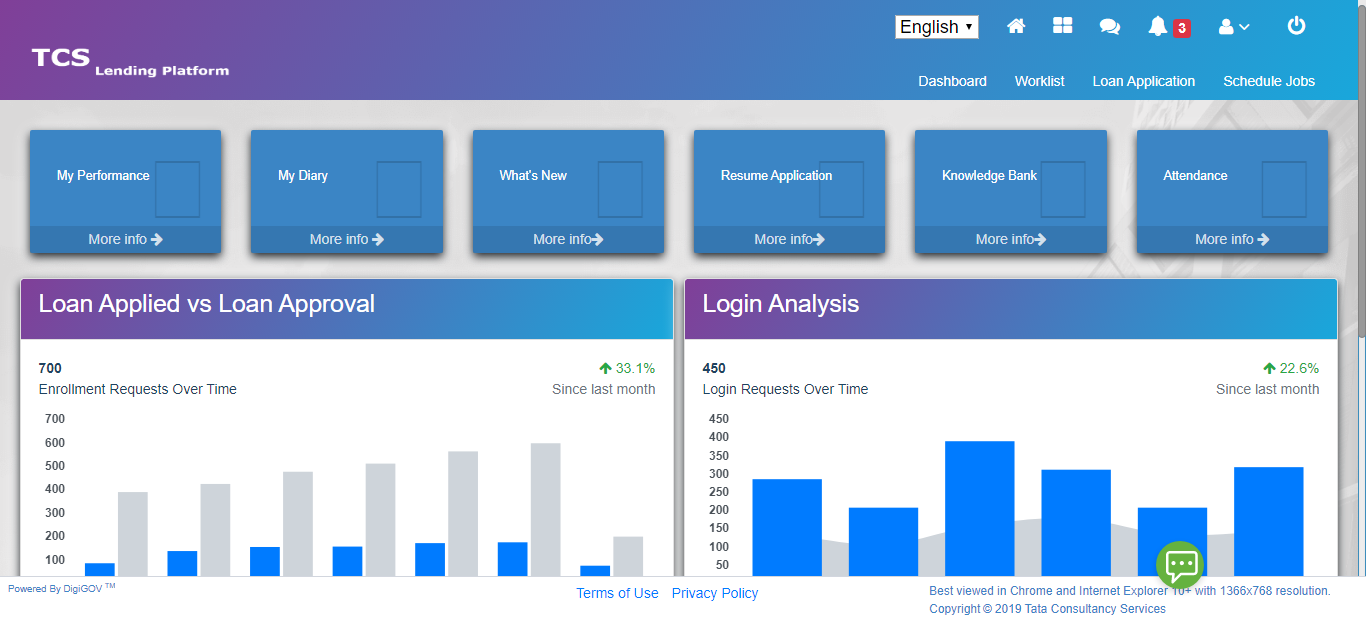 English
3
TCS Lending Platform
Dashboard Worklist Loan Application Schedule Jobs
My Performance
More info
My Diary
More info
What's New
More info
Resume Application
More info
Knowledge Bank
More info
Attendance
More info
Loan Applied vs Loan Approval
700
33.1%
Enrollment Requests Over Time
Since last month
700
600
500
400
300
200
100
Login Analysis
450
22.6%
Login Requests Over Time
Since last month
450
400
350
300
250
200
150
100
50
Powered By DigiGOV TM
Terms of Use Privacy Policy
Best viewed in Chrome and Internet Explorer 10+ with 1366x768 resolution.
Copyright © 2019 Tata Consultancy Services